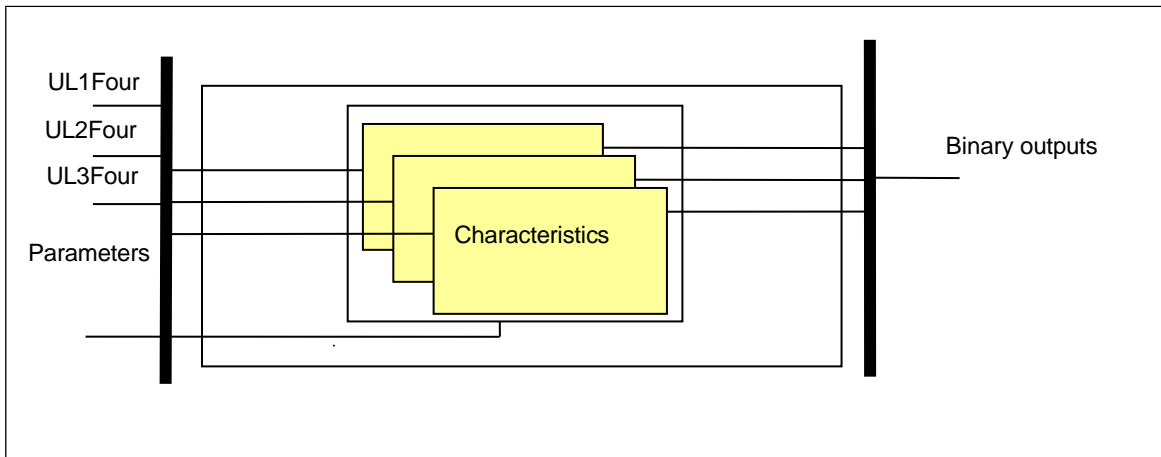 UL1Four
UL2Four
UL3Four
Parameters
Characteristics
Binary outputs